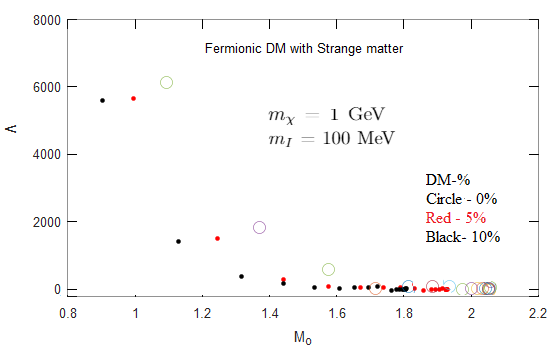 8000
6000
4000
2000
0
Λ
Fermionic DM with Strange matter
mχ = 1 GeV
mI = 100 MeV
DM-%
Circle - 0%
Red - 5%
Black- 10%
0.8 1 1.2 1.4 1.6 1.8 2 2.2
Mo